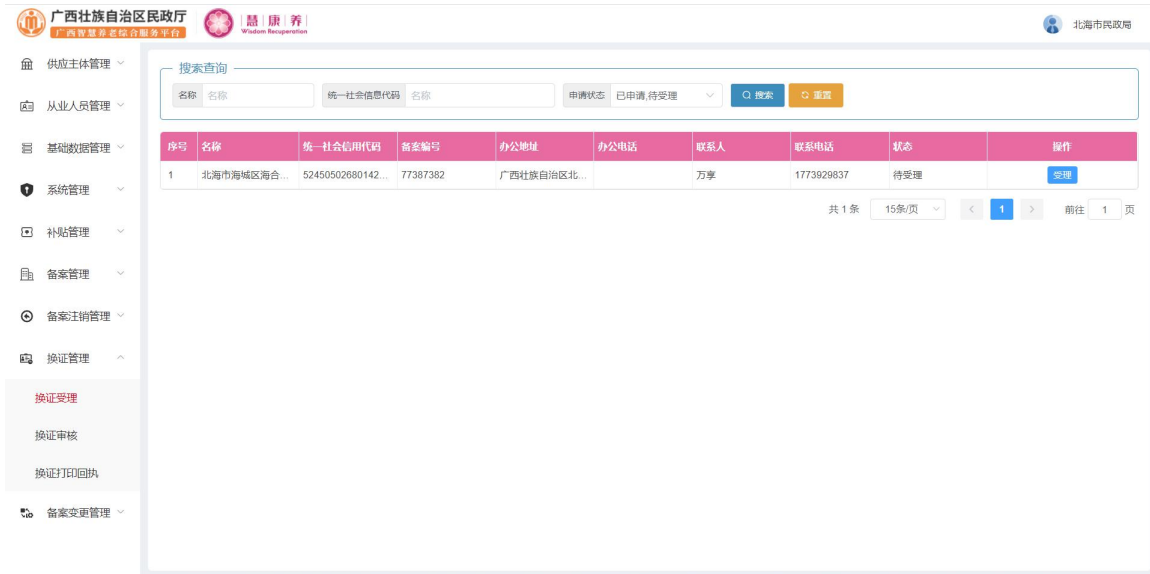 广西壮族自治区民政厅
广西智慧养老综合服务平台
慧康养
Wisdom Recuperation
北海市民政局
供应主体管理
从业人员管理
基础数据管理
系统管理
补贴管理
备案管理
备案注销管理
换证管理
换证受理
换证审核
换证打印回执
备案变更管理
搜索查询
名称 名称 统一社会信息代码 名称 申请状态 已申请,待受理 搜索 重置
序号 名称 统一社会信用代码 备案编号 办公地址 办公电话 联系人 联系电话 状态 操作
1 北海市海城区海合... 52450502680142... 77387382 广西壮族自治区北... 万享 1773929837 待受理 受理
共 1 条 15条/页 < 1 > 前往 1 页